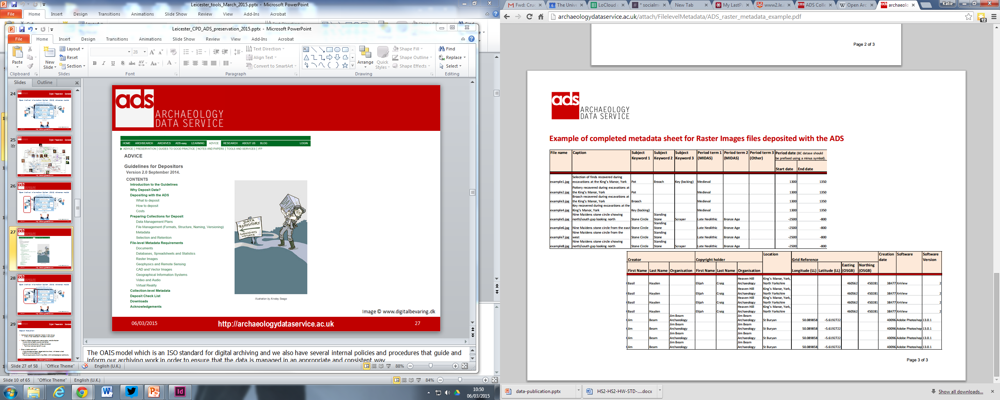 Leicester_tools_March_2015.pptx - Microsoft PowerPoint
File Home Insert Design Transitions Animations Slide Show Review View Add-Ins Acrobat
Leicester_CPD_ADS_preservation_2015.pptx - Microsoft PowerPoint
File Home Insert Design Transitions Animations Slide Show Review View Add-Ins Acrobat
Paste
New Slide
Layout
Reset
Section
28
Text Direction
Align Text
Convert to SmartArt
Arrange
Quick Styles
Shape Fill
Shape Outline
Shape Effects
Find
Replace
Select
Clipboard Slides Font Paragraph Drawing Editing
Slides Outline
24
25
26
27
28
29
ads
ARCHAEOLOGY
DATA SERVICE
HOME ARCHSEARCH ARCHIVES ADS-easy LEARNING ADVICE RESEARCH ABOUT US BLOG LOGIN
ADVICE | PRESERVATION | GUIDES TO GOOD PRACTICE | NOTES AND PAPERS | TOOLS AND SERVICES | IFP
ADVICE
Guidelines for Depositors
Version 2.0 September 2014.
CONTENTS
Introduction to the Guidelines
Why Deposit Data?
Depositing with the ADS
What to deposit
How to deposit
Costs
Preparing Collections for Deposit
Data Management Plans
File Management (Formats, Structure, Naming, Versioning)
Metadata
Selection and Retention
File-level Metadata Requirements
Documents
Databases, Spreadsheets and Statistics
Raster Images
Geophysics and Remote Sensing
CAD and Vector Images
Geographical Information Systems
Video and Audio
Virtual Reality
Collection-level Metadata
Deposit Check List
Downloads
Acknowledgements
DATA
REPOSITORY
submissions
welcome
Illustration by Ainsley Seago
Image © www.digitalbevaring.dk
06/03/2015 http://archaeologydataservice.ac.uk 27
The OAIS model which is an ISO standard for digital archiving and we also have several internal policies and procedures that guide and
inform our archiving work in order to ensure that the data is managed in an appropriate and consistent way
Slide 27 of 58 "Office Theme" English (U.K.) 88%
Slide 10 of 65 "Office Theme" English (U.K.) 84%
10:50
06/03/2015
Fwd: Cruc The Unive LoCloud * socialm New Tab My LastPa www2.le.a ADS Colle Open Arc archaeolo Katie
archaeologydataservice.ac.uk/attach/FilelevelMetadata/ADS_raster_metadata_example.pdf
12
Page 2 of 3
ads
ARCHAEOLOGY
DATA SERVICE
Example of completed metadata sheet for Raster Images files deposited with the ADS
File name Caption Subject Keyword 1 Subject Keyword 2 Subject Keyword 3 Period term 1 (MIDAS) Period term 2 (MIDAS) Period term 3 (Other) Period date (BC datase should be prefixed using a minus symbol).
Start date End date
example1.jpg Selection of finds recovered during excavations at the King's Manor, York Pot Brooch Key (locking) Medieval 1300 1350
example2.jpg Pottery recovered during excavations at the King's Manor, York Pot Medieval 1300 1350
example3.jpg Broach recovered during excavations at the King's Manor, York Brooch Medieval 1300 1350
example4.jpg Key recovered during excavations at the King's Manor, York Key (locking) Medieval 1300 1350
example5.jpg Nine Maidens stone circle showing north/south gap looking north Stone Circle Standing Stone Scraper Late Neolithic Bronze Age -2500 -800
example6.jpg Nine Maidens stone circle from the east Stone Circle Standing Stone Late Neolithic Bronze Age -2500 -800
example7.jpg Nine Maidens stone circle from the west Stone Circle Standing Stone Late Neolithic Bronze Age -2500 -800
example8.jpg Nine Maidens stone circle showing north/south gap looking north Stone Circle Standing Stone Scraper Late Neolithic Bronze Age -2500 -800
Creator Copyright holder Location Grid Reference Creation date Software Software Version
First Name Last Name Organisation First Name Last Name Organisation Longitude (LL) Latitude (LL) Easting (OSGB) Northing (OSGB)
Basil Hayden Elijah Craig Heaven Hill Archaeology King's Manor, York, North Yorkshire 460562 450281 38477 XnView 2
Basil Hayden Elijah Craig Heaven Hill Archaeology King's Manor, York, North Yorkshire 460562 450281 38477 XnView 2
Basil Hayden Elijah Craig Heaven Hill Archaeology King's Manor, York, North Yorkshire 460562 450281 38477 XnView 2
Basil Hayden Elijah Craig Heaven Hill Archaeology King's Manor, York, North Yorkshire 460562 450281 38477 XnView 2
Jim Beam Jim Beam Archaeology Jim Beam Archaeology St Buryan 50.089858 -5.6192722 40096 Adobe Photoshop 13.0.1
Jim Beam Jim Beam Archaeology Jim Beam Archaeology St Buryan 50.089858 -5.6192722 40096 Adobe Photoshop 13.0.1
Jim Beam Jim Beam Archaeology Jim Beam Archaeology St Buryan 50.089858 -5.6192722 40096 Adobe Photoshop 13.0.1
Jim Beam Jim Beam Archaeology Jim Beam Archaeology St Buryan 50.089858 -5.6192722 40096 Adobe Photoshop 13.0.1
Page 3 of 3
data-publication.pptx HS2-HS2-HW-STD-....docx Show all downloads...